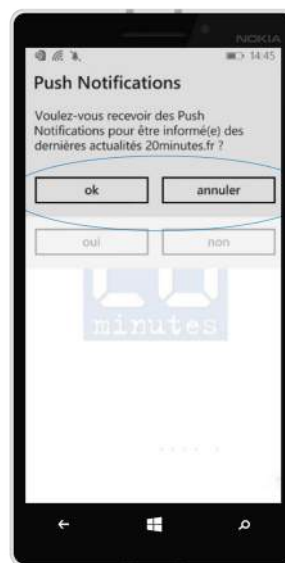 NOKIA
14:45
Push Notifications
Voulez-vous recevoir des Push
Notifications pour être informé(e) des
dernières actualités 20minutes.fr ?
ok annuler
oui non
20
minutes